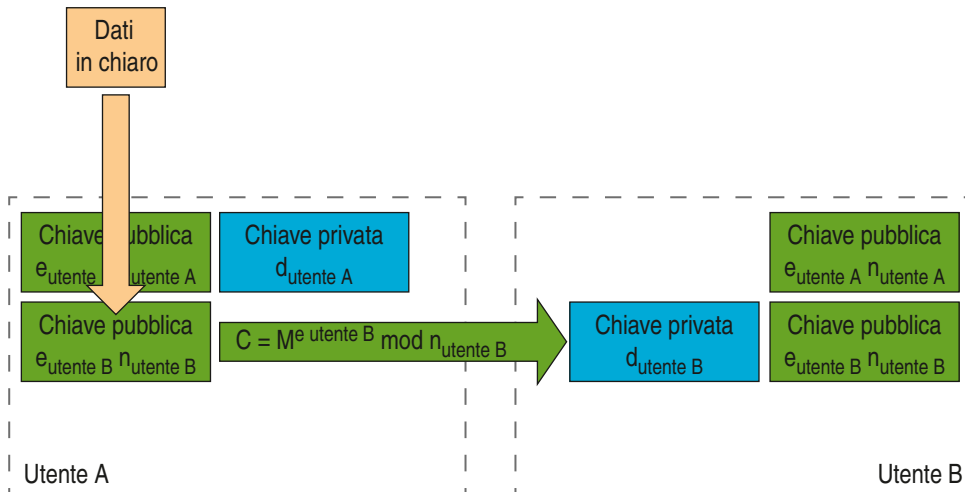 Dati
in chiaro
Chiave pubblica
e utente utente A
Chiave privata
d utente A
Chiave pubblica
e utente A n utente A
Chiave pubblica
e utente B n utente B
C = M^e utente B mod n utente B
Chiave privata
d utente B
Chiave pubblica
e utente B n utente B
Utente A
Utente B